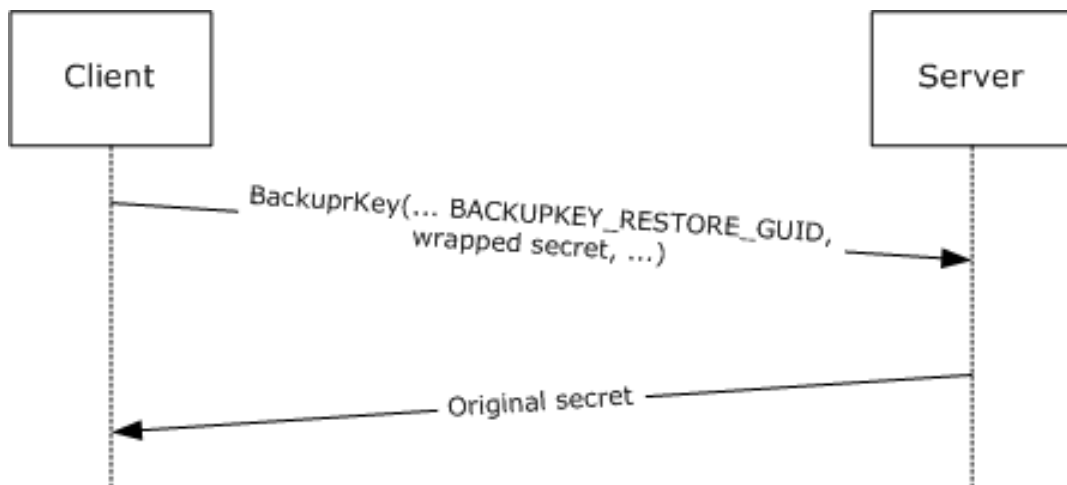 Client
Server
BackuprKey(... BACKUPKEY_RESTORE_GUID,
wrapped secret, ...)
Original secret